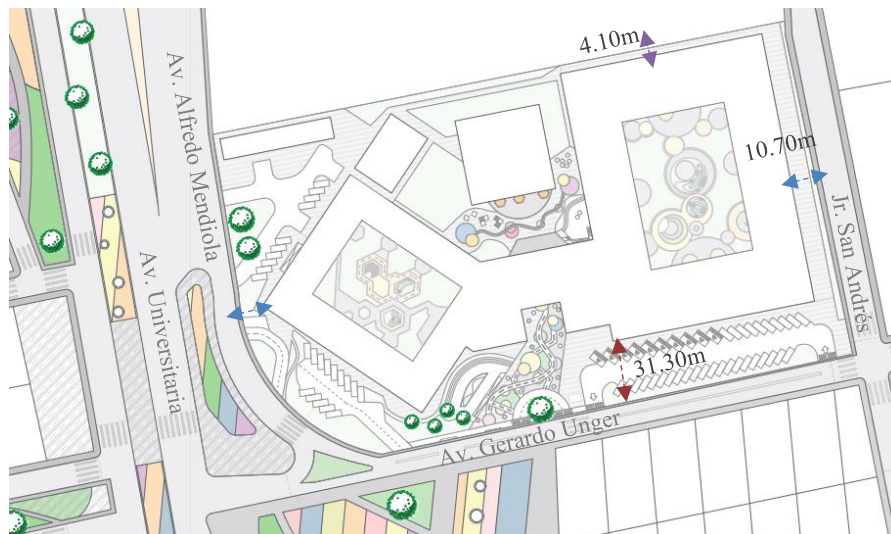 4.10m
Av. Alfredo Mendiola
10.70m
Jr. San Andrés
Av. Universitaria
31.30m
Av. Gerardo Unger